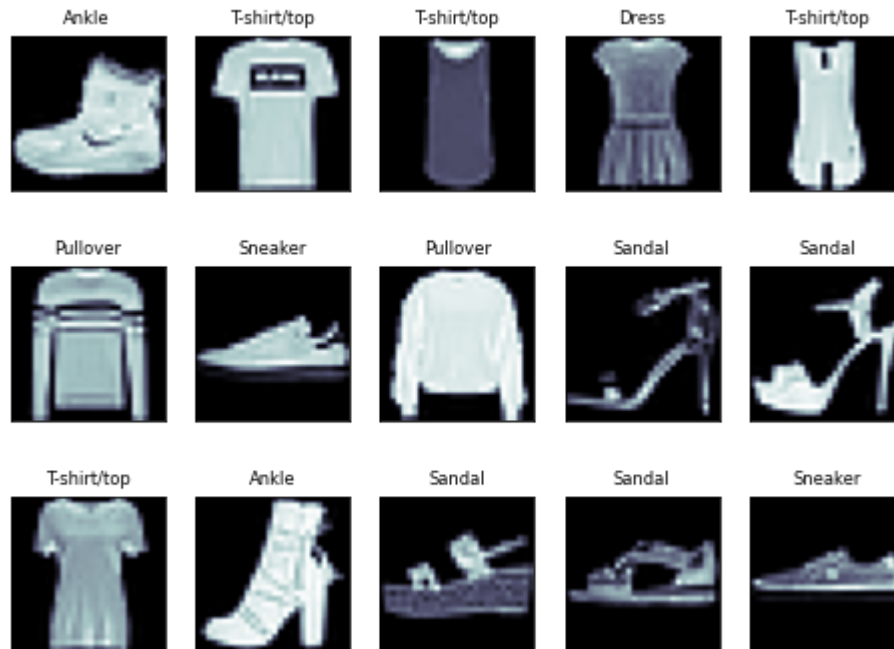 Ankle T-shirt/top T-shirt/top Dress T-shirt/top
Pullover Sneaker Pullover Sandal Sandal
T-shirt/top Ankle Sandal Sandal Sneaker